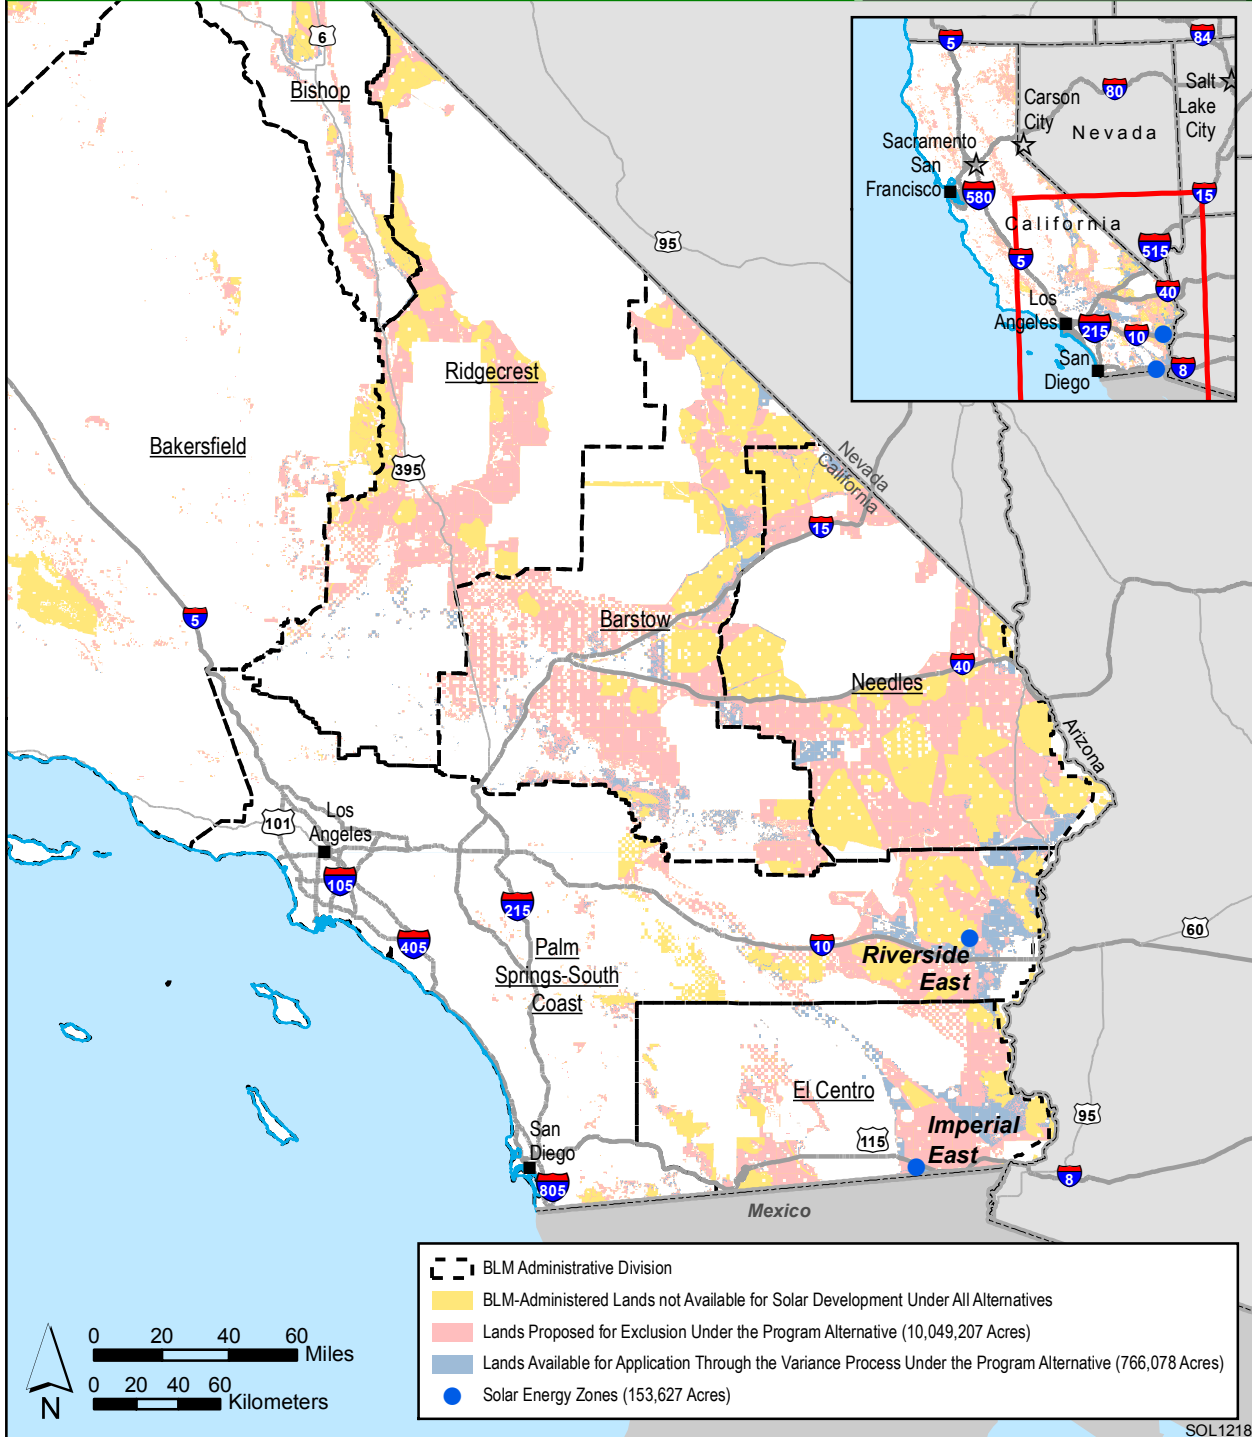 6
Bishop
95
Ridgecrest
Bakersfield
395
Nevada
California
15
5
Barstow
40
Needles
Arizona
Los
Angeles
101
105
215
405
10
60
Riverside
East
Palm
Springs-South
Coast
El Centro
Imperial
East
115
95
San
Diego
805
8
Mexico
5
84
80
Salt
Lake
City
Carson
City
Nevada
Sacramento
San
Francisco
580
15
California
515
5
40
Los
Angeles
215
10
San
Diego
8
BLM Administrative Division
BLM-Administered Lands not Available for Solar Development Under All Alternatives
Lands Proposed for Exclusion Under the Program Alternative (10,049,207 Acres)
Lands Available for Application Through the Variance Process Under the Program Alternative (766,078 Acres)
Solar Energy Zones (153,627 Acres)
N
0 20 40 60
Miles
0 20 40 60
Kilometers
SOL1218